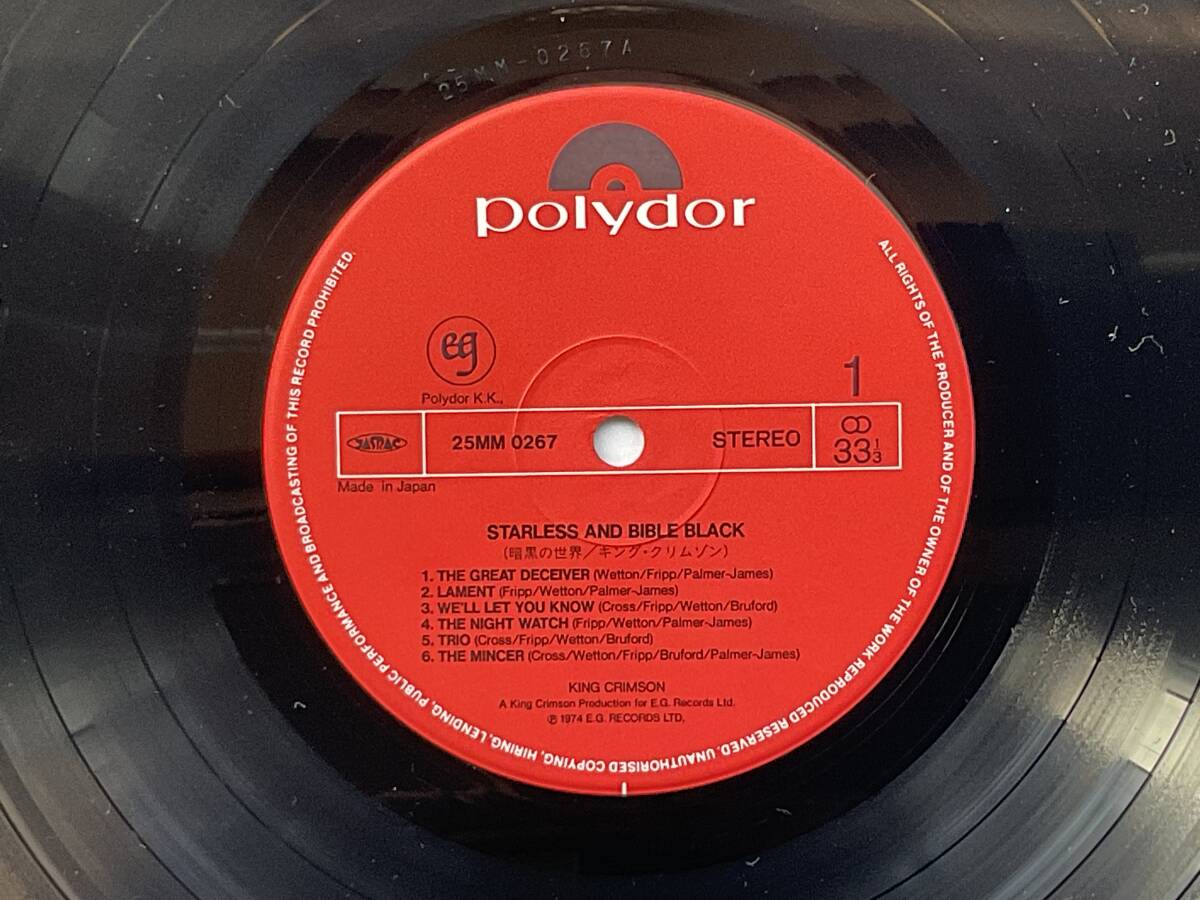 25MM-0267A
polydor
eg
1
Polydor K.K.,
JASRAC
25MM 0267
STEREO
33 1/3
Made in Japan
STARLESS AND BIBLE BLACK
(暗黒の世界/キング・クリムゾン)
1. THE GREAT DECEIVER (Wetton/Fripp/Palmer-James)
2. LAMENT (Fripp/Wetton/Palmer-James)
3. WE'LL LET YOU KNOW (Cross/Fripp/Wetton/Bruford)
4. THE NIGHT WATCH (Fripp/Wetton/Palmer-James)
5. TRIO (Cross/Fripp/Wetton/Bruford)
6. THE MINCER (Cross/Wetton/Fripp/Bruford/Palmer-James)
KING CRIMSON
A King Crimson Production for E.G. Records Ltd.
℗ 1974 E.G. RECORDS LTD.
ALL RIGHTS OF THE PRODUCER AND OF THE OWNER OF THE WORK REPRODUCED RESERVED. UNAUTHORISED COPYING, HIRING, LENDING, PUBLIC PERFORMANCE AND BROADCASTING OF THIS RECORD PROHIBITED.